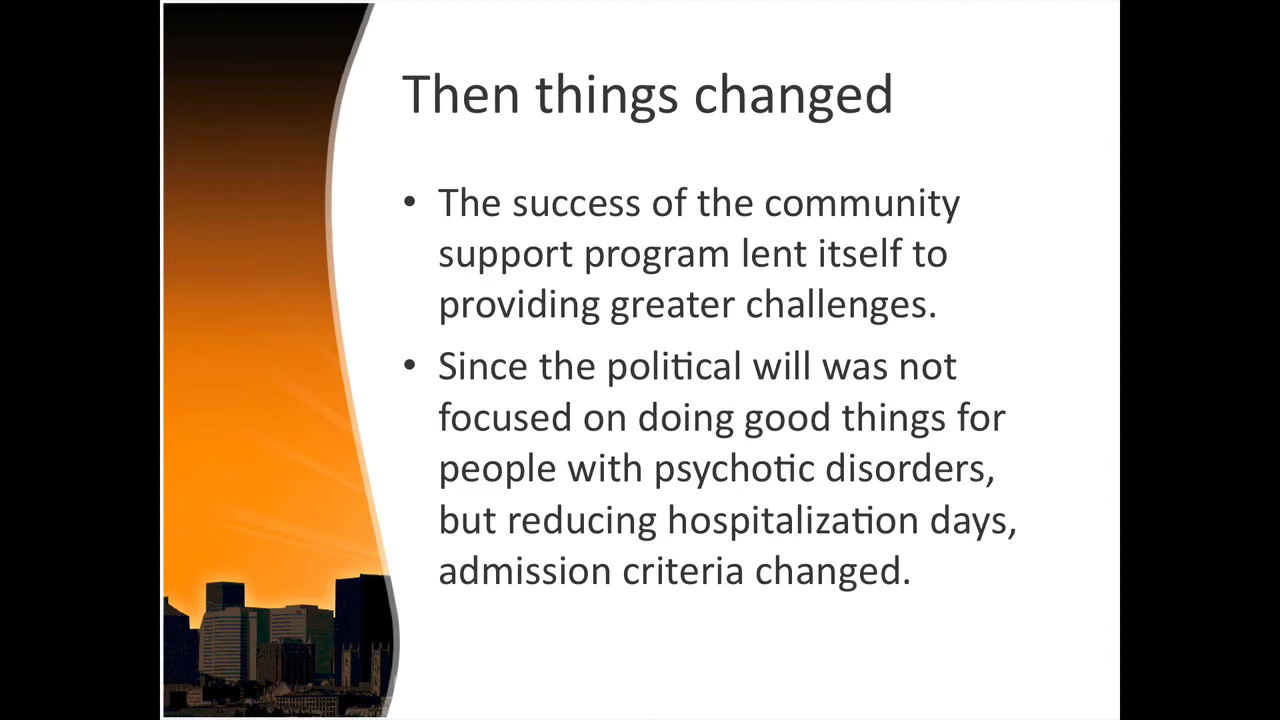 Then things changed
• The success of the community
support program lent itself to
providing greater challenges.
• Since the political will was not
focused on doing good things for
people with psychotic disorders,
but reducing hospitalization days,
admission criteria changed.